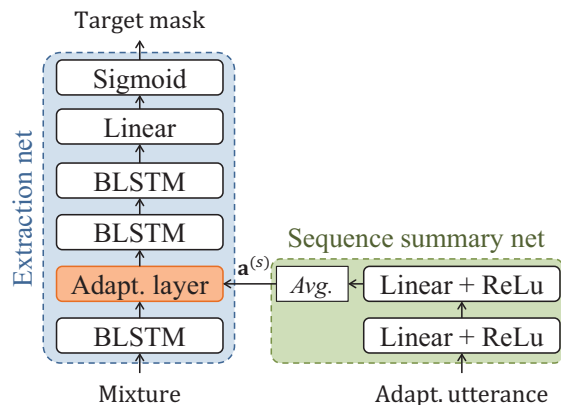 Target mask
Extraction net
Sigmoid
Linear
BLSTM
BLSTM
Adapt. layer
BLSTM
Mixture
a^(s)
Sequence summary net
Avg.
Linear + ReLu
Linear + ReLu
Adapt. utterance